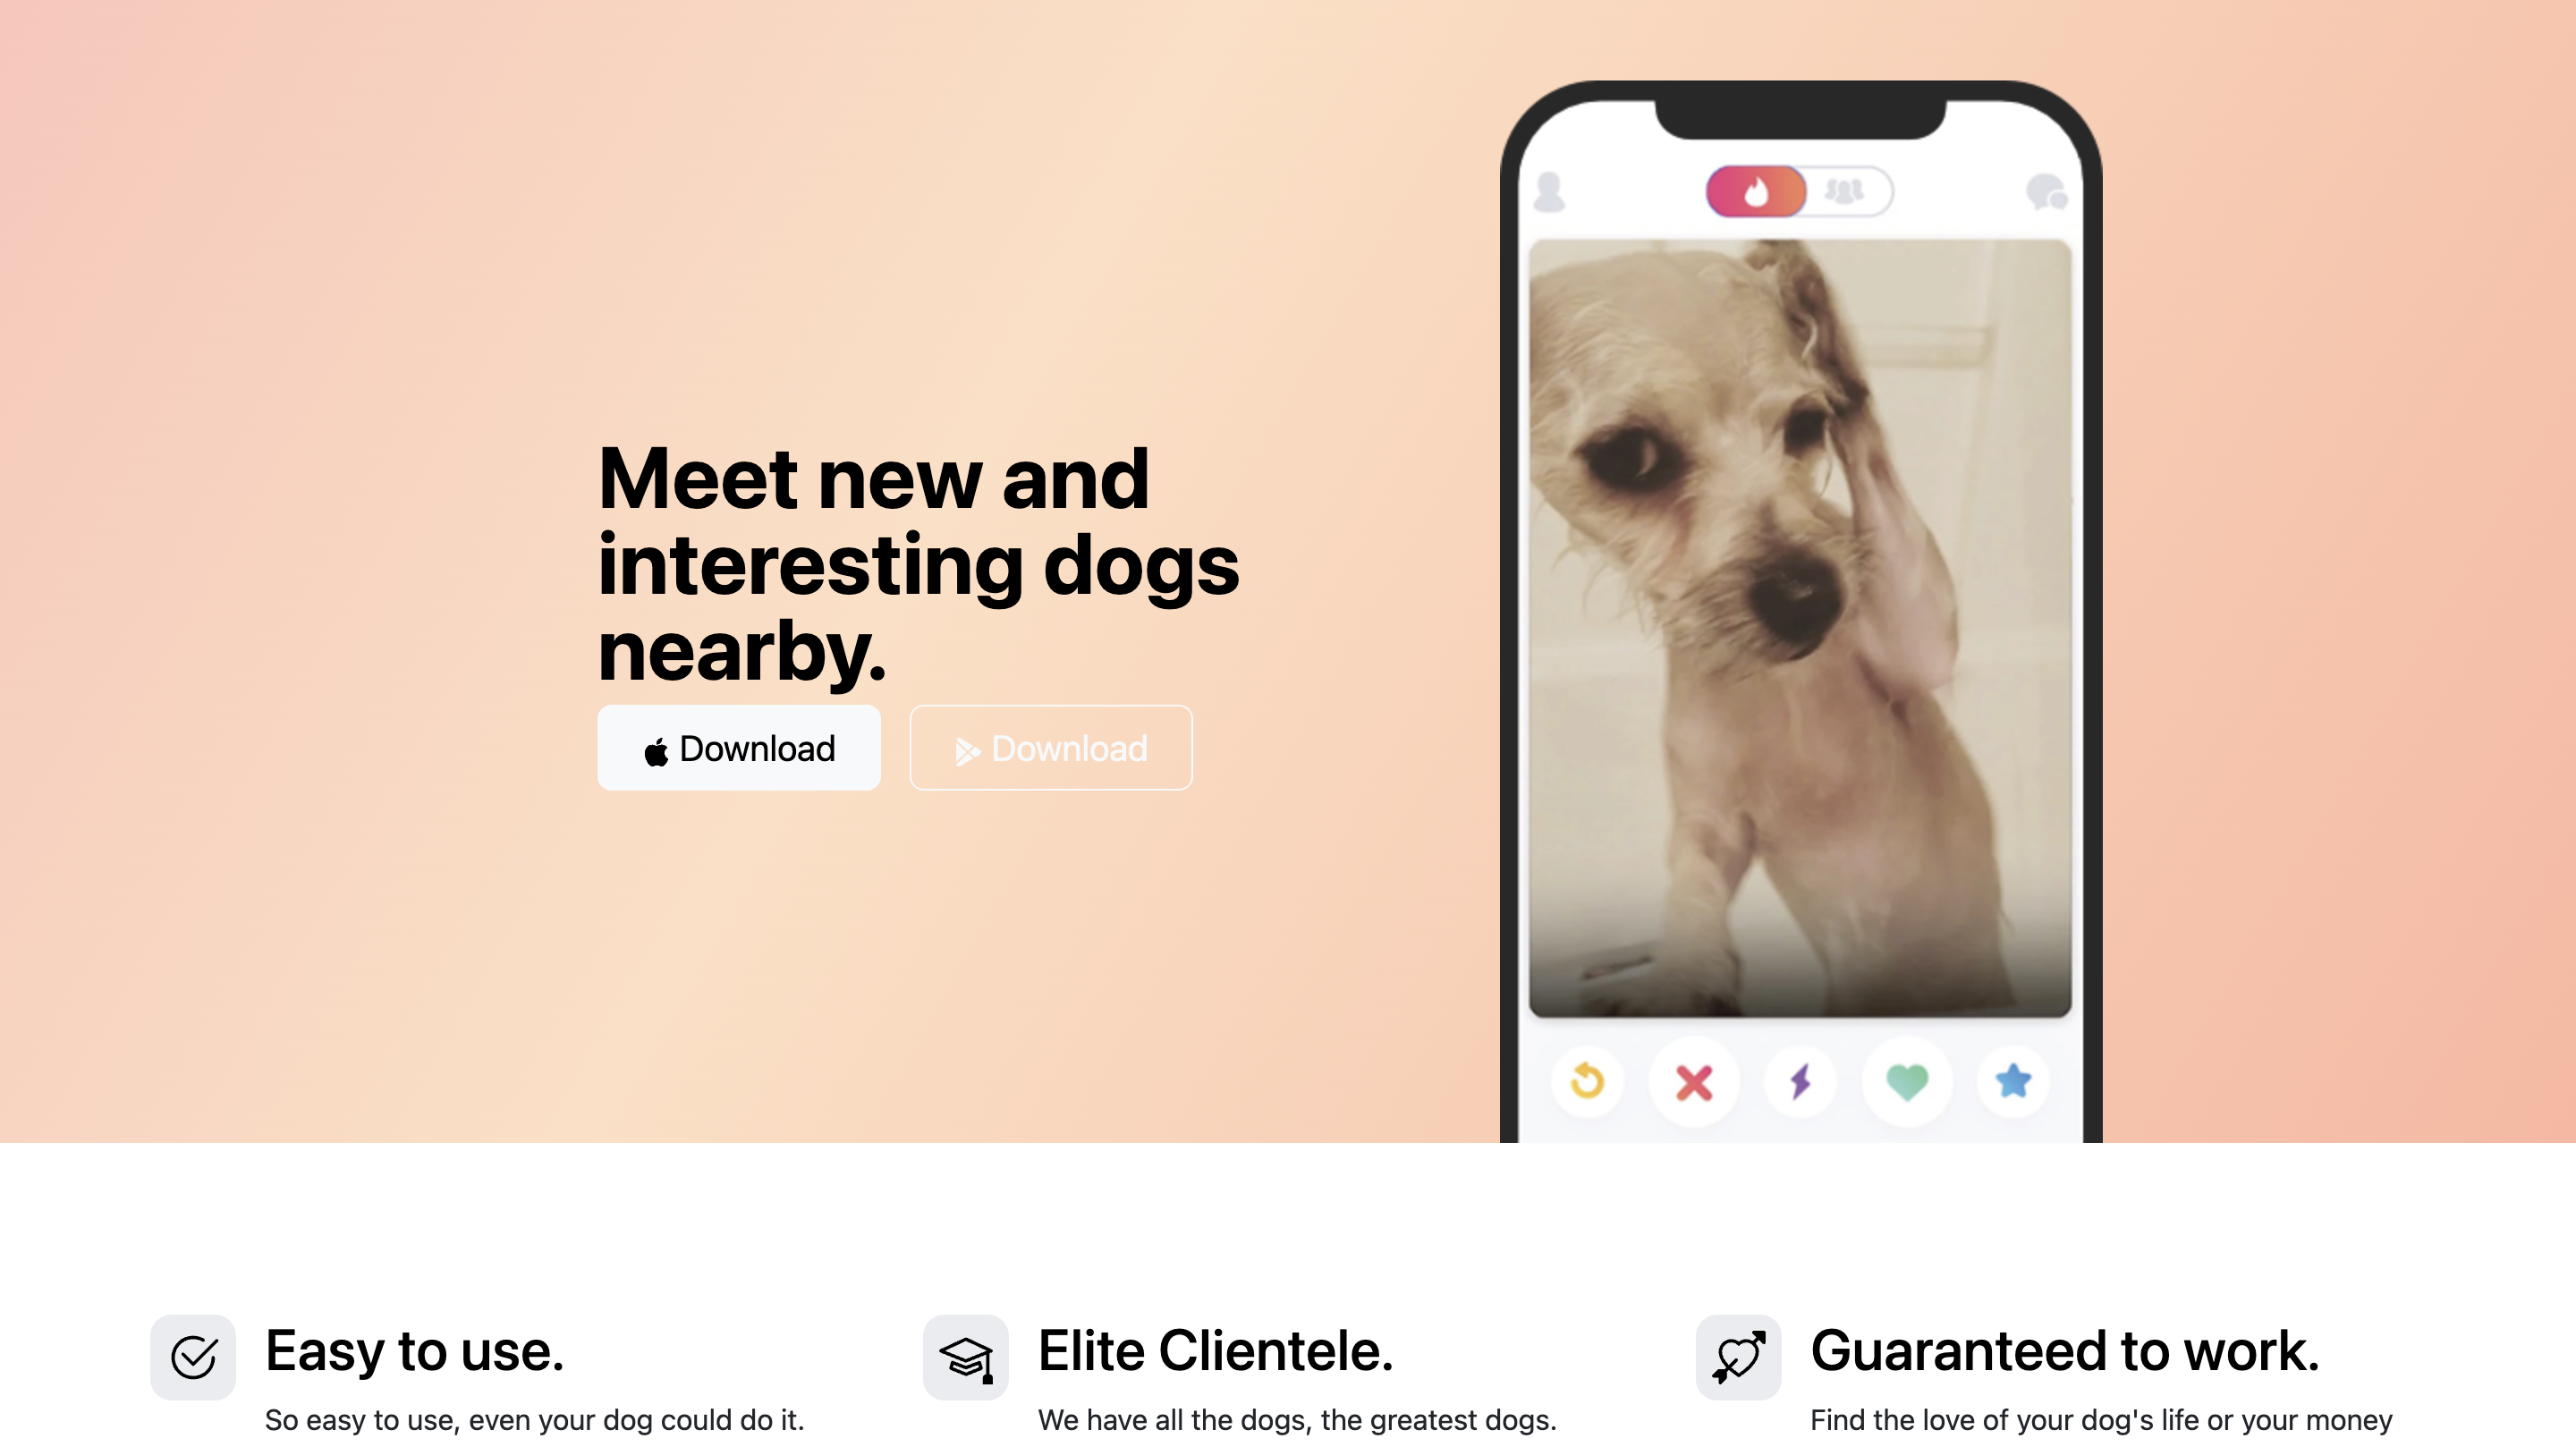 Meet new and
interesting dogs
nearby.
Download
Download
Easy to use.
So easy to use, even your dog could do it.
Elite Clientele.
We have all the dogs, the greatest dogs.
Guaranteed to work.
Find the love of your dog's life or your money